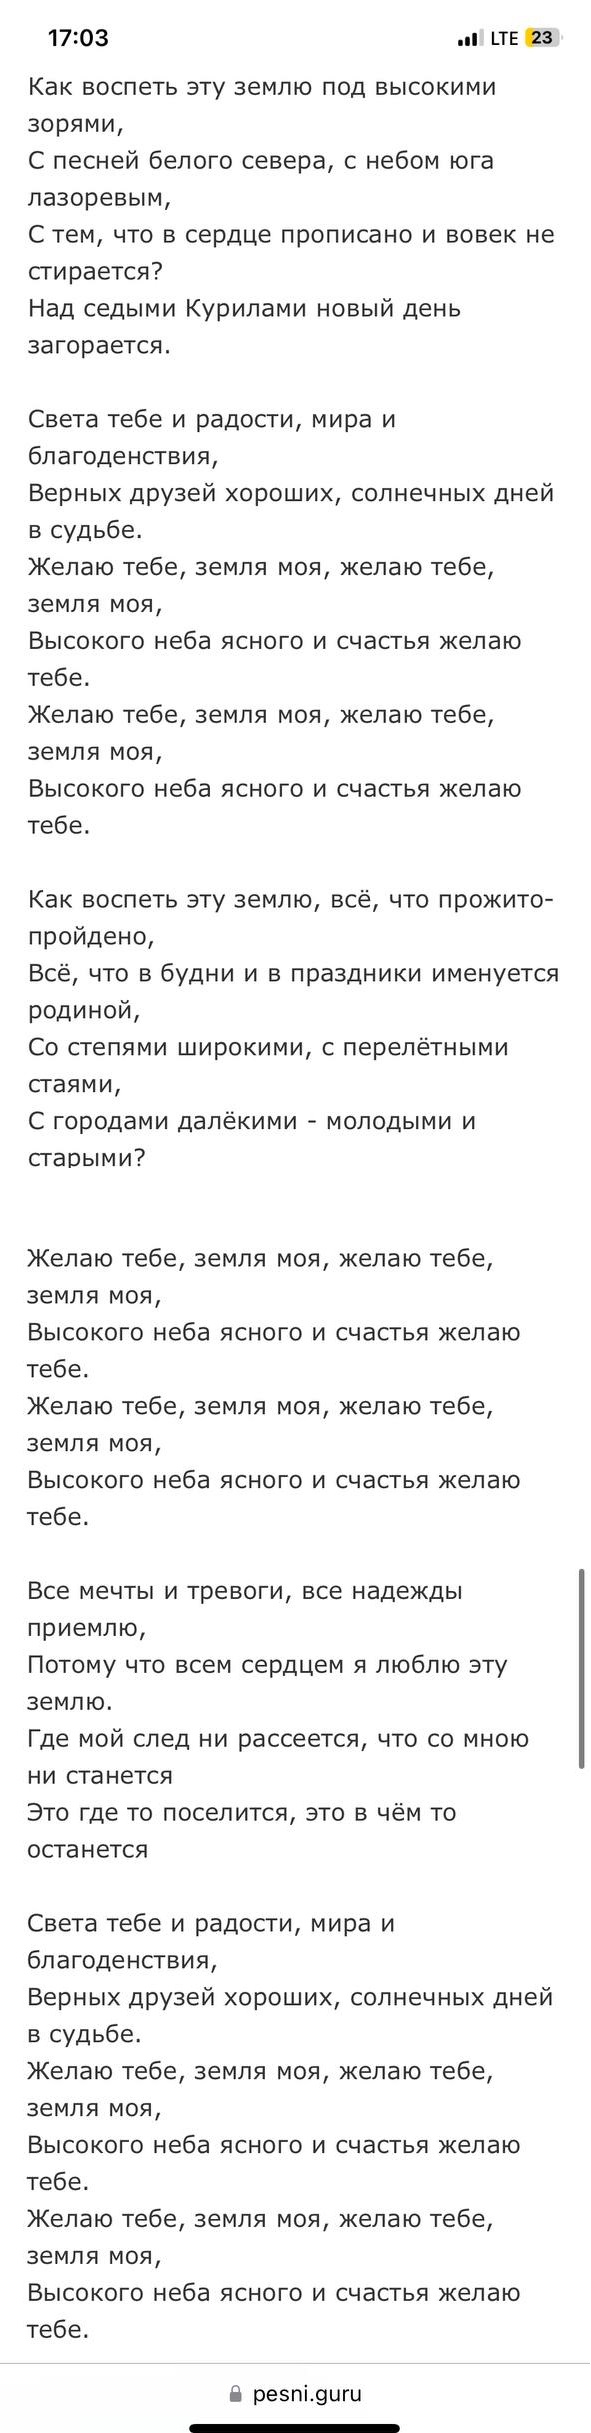 17:03
LTE 23
Как воспеть эту землю под высокими
зорями,
С песней белого севера, с небом юга
лазоревым,
С тем, что в сердце прописано и вовек не
стирается?
Над седыми Курилами новый день
загорается.
Света тебе и радости, мира и
благоденствия,
Верных друзей хороших, солнечных дней
в судьбе.
Желаю тебе, земля моя, желаю тебе,
земля моя,
Высокого неба ясного и счастья желаю
тебе.
Желаю тебе, земля моя, желаю тебе,
земля моя,
Высокого неба ясного и счастья желаю
тебе.
Как воспеть эту землю, всё, что прожито-
пройдено,
Всё, что в будни и в праздники именуется
родиной,
Со степями широкими, с перелётными
стаями,
С городами далёкими - молодыми и
старыми?
Желаю тебе, земля моя, желаю тебе,
земля моя,
Высокого неба ясного и счастья желаю
тебе.
Желаю тебе, земля моя, желаю тебе,
земля моя,
Высокого неба ясного и счастья желаю
тебе.
Все мечты и тревоги, все надежды
приемлю,
Потому что всем сердцем я люблю эту
землю.
Где мой след ни рассеется, что со мною
ни станется
Это где то поселится, это в чём то
останется
Света тебе и радости, мира и
благоденствия,
Верных друзей хороших, солнечных дней
в судьбе.
Желаю тебе, земля моя, желаю тебе,
земля моя,
Высокого неба ясного и счастья желаю
тебе.
Желаю тебе, земля моя, желаю тебе,
земля моя,
Высокого неба ясного и счастья желаю
тебе.
pesni.guru